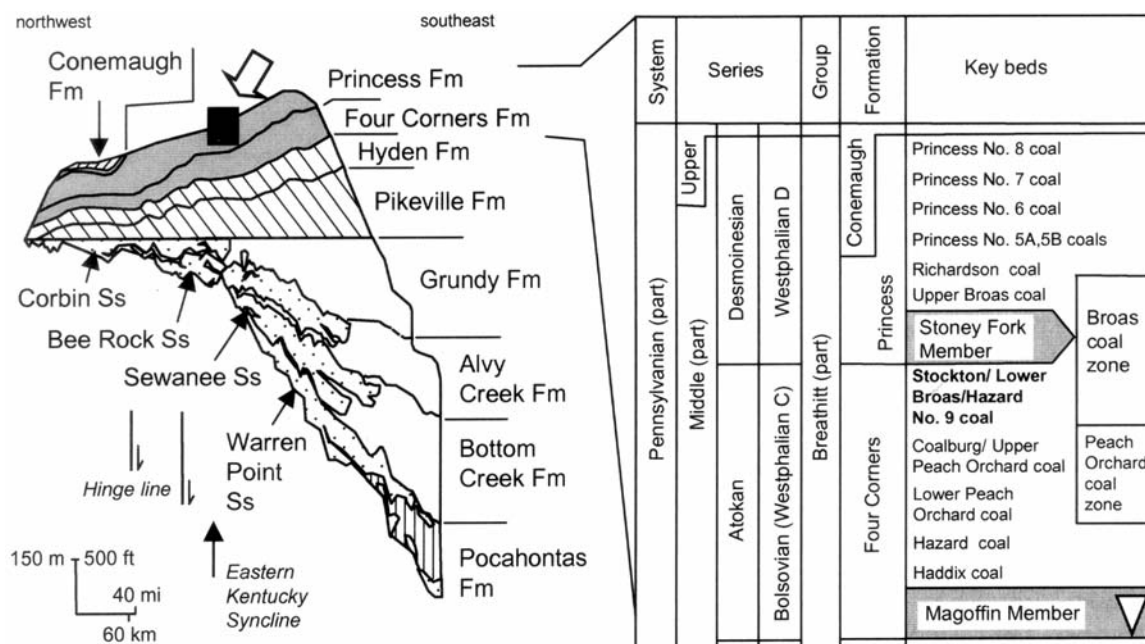 northwest
southeast
Conemaugh
Fm
Princess Fm
Four Corners Fm
Hyden Fm
Pikeville Fm
Grundy Fm
Corbin Ss
Bee Rock Ss
Sewanee Ss
Alvy
Creek Fm
Warren
Point
Ss
Bottom
Creek Fm
Hinge line
Pocahontas
Fm
150 m
500 ft
40 mi
60 km
Eastern
Kentucky
Syncline
System
Series
Group
Formation
Key beds
Pennsylvanian (part)
Middle (part)
Upper
Desmoinesian
Atokan
Westphalian D
Bolsovian (Westphalian C)
Breathitt (part)
Conemaugh
Princess
Four Corners
Princess No. 8 coal
Princess No. 7 coal
Princess No. 6 coal
Princess No. 5A,5B coals
Richardson coal
Upper Broas coal
Stoney Fork
Member
Broas
coal
zone
Stockton/ Lower
Broas/Hazard
No. 9 coal
Coalburg/ Upper
Peach Orchard coal
Peach
Orchard
coal
zone
Lower Peach
Orchard coal
Hazard coal
Haddix coal
Magoffin Member